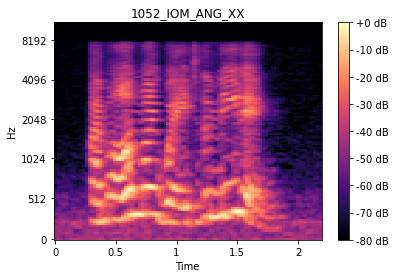 1052_IOM_ANG_XX
+0 dB
8192
-10 dB
4096
-20 dB
-30 dB
Hz
2048
-40 dB
1024
-50 dB
512
-60 dB
-70 dB
0
-80 dB
0 0.5 1 1.5 2
Time